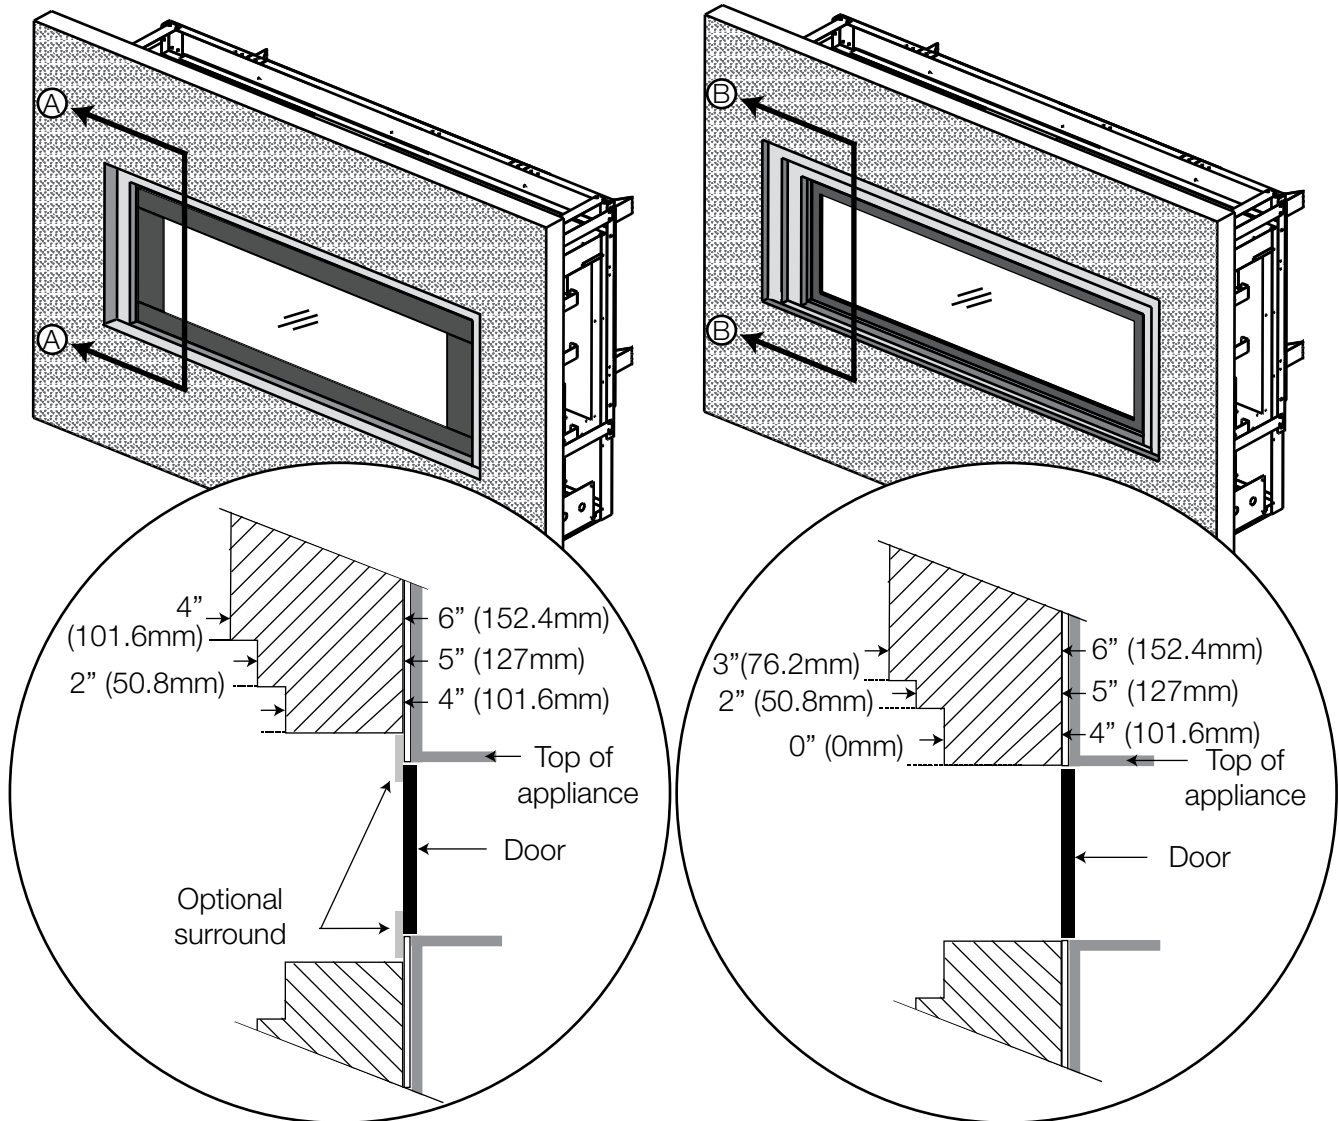 A
A
B
B
4”
(101.6mm)
2” (50.8mm)
6” (152.4mm)
5” (127mm)
4” (101.6mm)
Top of
appliance
Door
Optional
surround
3”(76.2mm)
2” (50.8mm)
0” (0mm)
6” (152.4mm)
5” (127mm)
4” (101.6mm)
Top of
appliance
Door